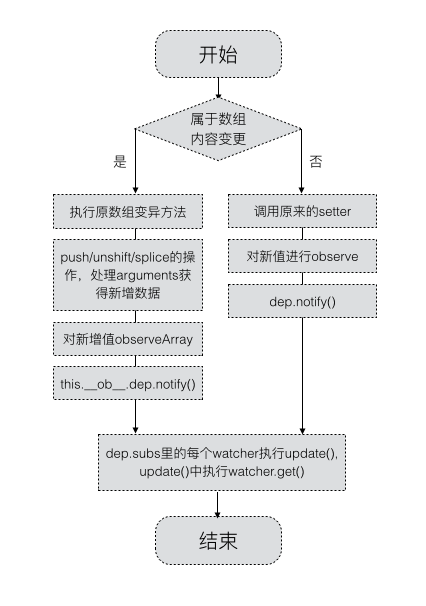 开始
属于数组
内容变更
是
否
执行原数组变异方法
push/unshift/splice的操
作，处理arguments获
得新增数据
对新增值observeArray
this.__ob__.dep.notify()
调用原来的setter
对新值进行observe
dep.notify()
dep.subs里的每个watcher执行update(),
update()中执行watcher.get()
结束